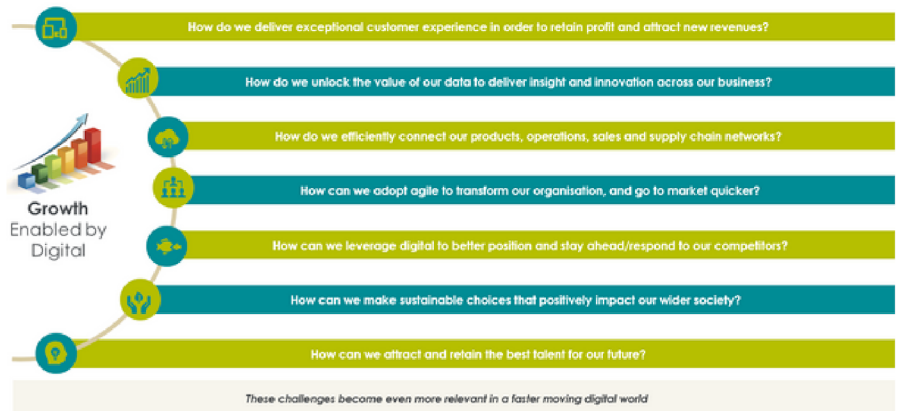 How do we deliver exceptional customer experience in order to retain profit and attract new revenues?
How do we unlock the value of our data to deliver insight and innovation across our business?
How do we efficiently connect our products, operations, sales and supply chain networks?
How can we adopt agile to transform our organisation, and go to market quicker?
Growth
Enabled by
Digital
How can we leverage digital to better position and stay ahead/respond to our competitors?
How can we make sustainable choices that positively impact our wider society?
How can we attract and retain the best talent for our future?
These challenges become even more relevant in a faster moving digital world